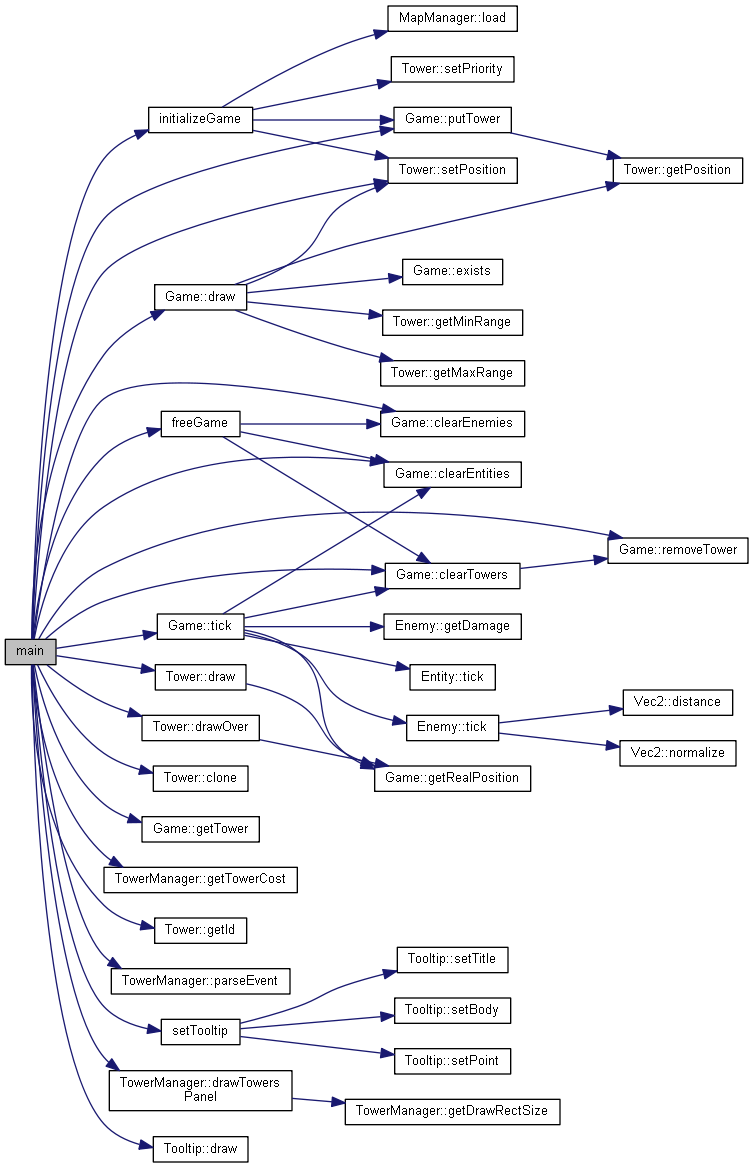 MapManager::load
Tower::setPriority
initializeGame
Game::putTower
Tower::setPosition
Tower::getPosition
Game::exists
Game::draw
Tower::getMinRange
Tower::getMaxRange
freeGame
Game::clearEnemies
Game::clearEntities
Game::removeTower
Game::clearTowers
Game::tick
Enemy::getDamage
main
Tower::draw
Entity::tick
Vec2::distance
Tower::drawOver
Enemy::tick
Vec2::normalize
Tower::clone
Game::getRealPosition
Game::getTower
TowerManager::getTowerCost
Tower::getId
Tooltip::setTitle
TowerManager::parseEvent
Tooltip::setBody
setTooltip
Tooltip::setPoint
TowerManager::drawTowers
Panel
TowerManager::getDrawRectSize
Tooltip::draw